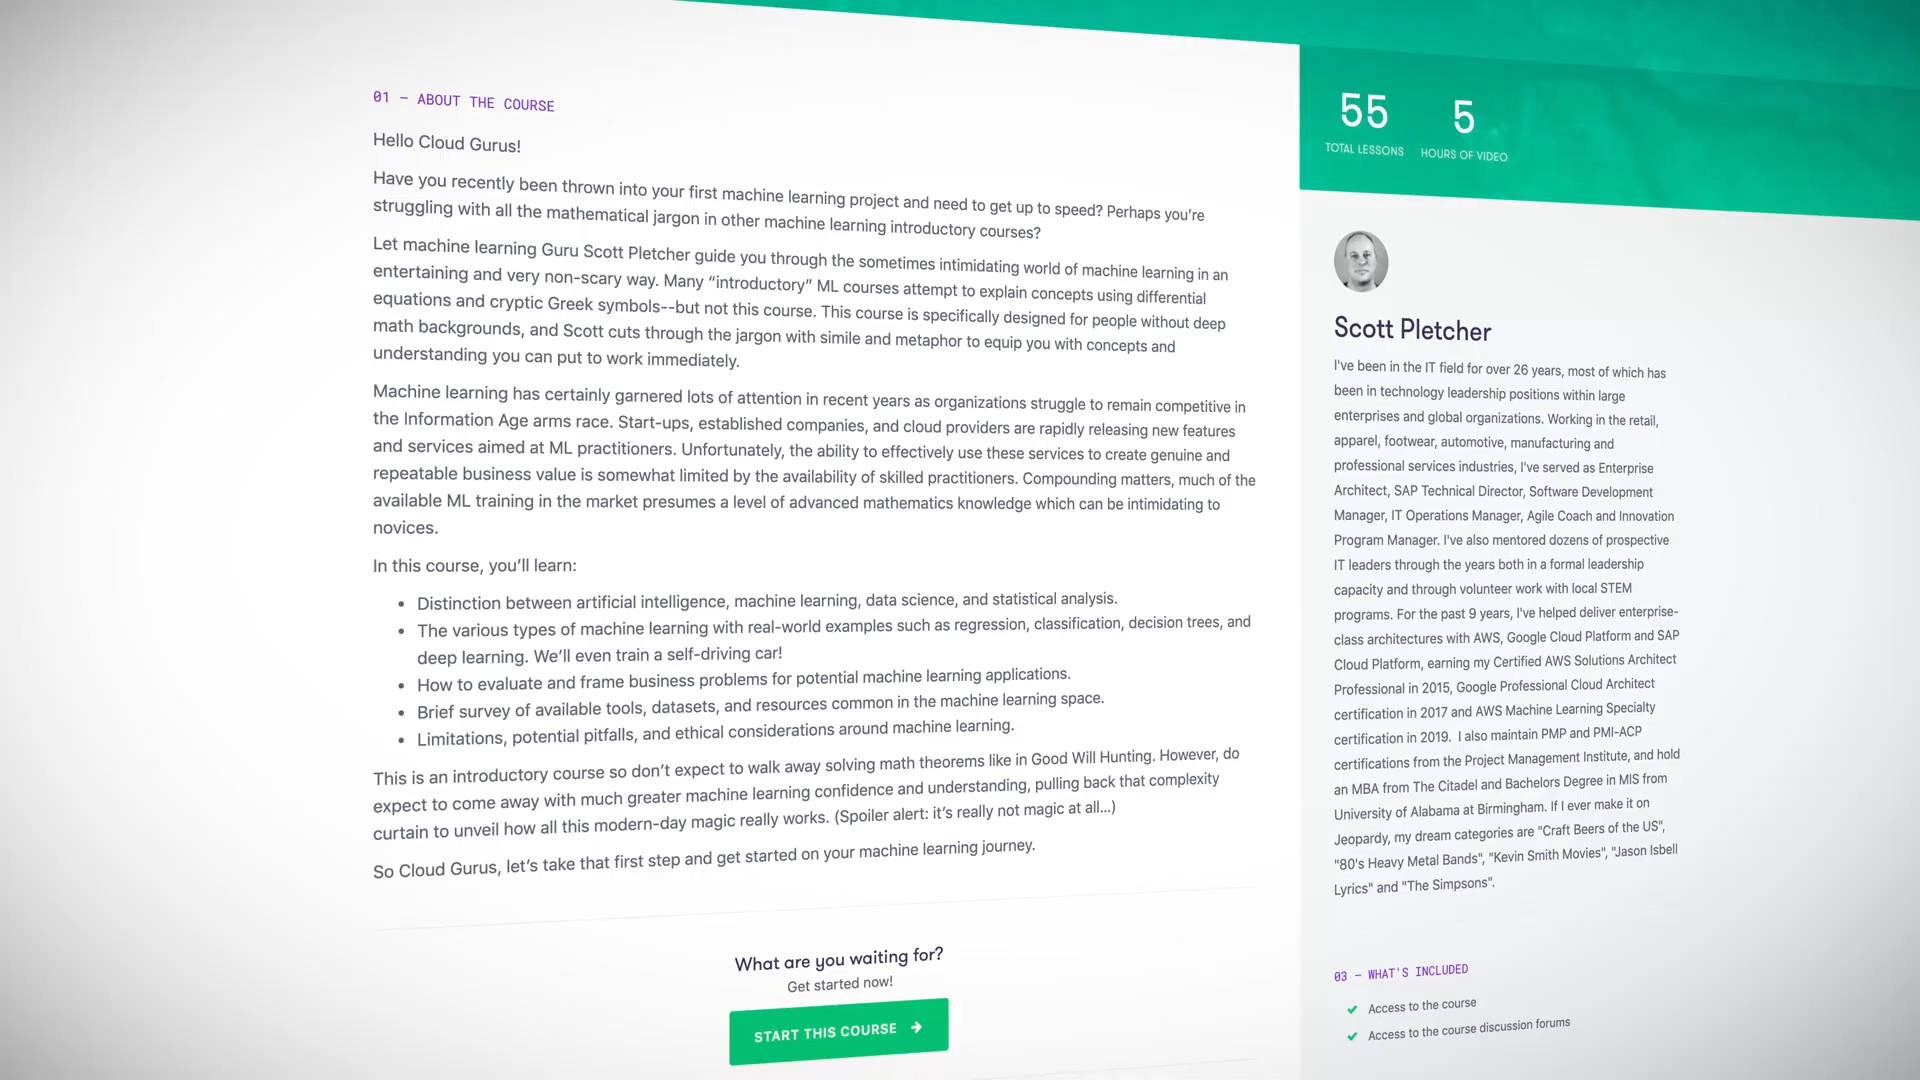 01 — ABOUT THE COURSE
Hello Cloud Gurus!
Have you recently been thrown into your first machine learning project and need to get up to speed? Perhaps you’re
struggling with all the mathematical jargon in other machine learning introductory courses?
Let machine learning Guru Scott Pletcher guide you through the sometimes intimidating world of machine learning in an
entertaining and very non-scary way. Many “introductory” ML courses attempt to explain concepts using differential
equations and cryptic Greek symbols--but not this course. This course is specifically designed for people without deep
math backgrounds, and Scott cuts through the jargon with simile and metaphor to equip you with concepts and
understanding you can put to work immediately.
Machine learning has certainly garnered lots of attention in recent years as organizations struggle to remain competitive in
the Information Age arms race. Start-ups, established companies, and cloud providers are rapidly releasing new features
and services aimed at ML practitioners. Unfortunately, the ability to effectively use these services to create genuine and
repeatable business value is somewhat limited by the availability of skilled practitioners. Compounding matters, much of the
available ML training in the market presumes a level of advanced mathematics knowledge which can be intimidating to
novices.
In this course, you’ll learn:
• Distinction between artificial intelligence, machine learning, data science, and statistical analysis.
• The various types of machine learning with real-world examples such as regression, classification, decision trees, and
deep learning. We’ll even train a self-driving car!
• How to evaluate and frame business problems for potential machine learning applications.
• Brief survey of available tools, datasets, and resources common in the machine learning space.
• Limitations, potential pitfalls, and ethical considerations around machine learning.
This is an introductory course so don’t expect to walk away solving math theorems like in Good Will Hunting. However, do
expect to come away with much greater machine learning confidence and understanding, pulling back that complexity
curtain to unveil how all this modern-day magic really works. (Spoiler alert: it’s really not magic at all...)
So Cloud Gurus, let’s take that first step and get started on your machine learning journey.
What are you waiting for?
Get started now!
START THIS COURSE →
55 5
TOTAL LESSONS HOURS OF VIDEO
Scott Pletcher
I've been in the IT field for over 26 years, most of which has
been in technology leadership positions within large
enterprises and global organizations. Working in the retail,
apparel, footwear, automotive, manufacturing and
professional services industries, I've served as Enterprise
Architect, SAP Technical Director, Software Development
Manager, IT Operations Manager, Agile Coach and Innovation
Program Manager. I've also mentored dozens of prospective
IT leaders through the years both in a formal leadership
capacity and through volunteer work with local STEM
programs. For the past 9 years, I've helped deliver enterprise-
class architectures with AWS, Google Cloud Platform and SAP
Cloud Platform, earning my Certified AWS Solutions Architect
Professional in 2015, Google Professional Cloud Architect
certification in 2017 and AWS Machine Learning Specialty
certification in 2019. I also maintain PMP and PMI-ACP
certifications from the Project Management Institute, and hold
an MBA from The Citadel and Bachelors Degree in MIS from
University of Alabama at Birmingham. If I ever make it on
Jeopardy, my dream categories are "Craft Beers of the US",
"80's Heavy Metal Bands", "Kevin Smith Movies", "Jason Isbell
Lyrics" and "The Simpsons".
03 — WHAT'S INCLUDED
✔ Access to the course
✔ Access to the course discussion forums